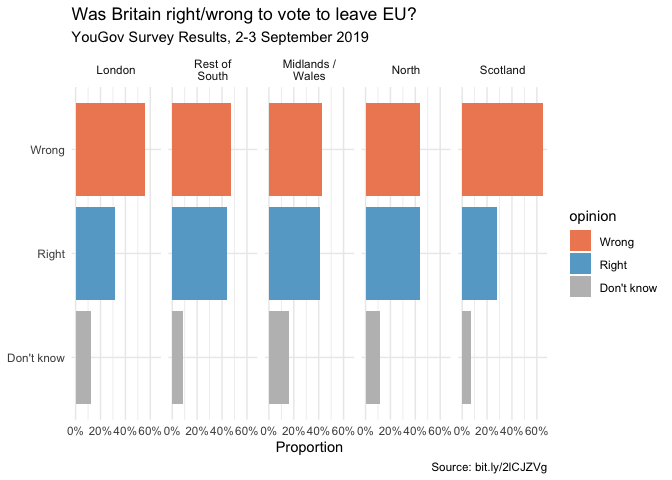 Was Britain right/wrong to vote to leave EU?
YouGov Survey Results, 2-3 September 2019
London
Rest of
South
Midlands /
Wales
North
Scotland
Wrong
Right
Don't know
opinion
Wrong
Right
Don't know
0% 20% 40% 60% 0% 20% 40% 60% 0% 20% 40% 60% 0% 20% 40% 60% 0% 20% 40% 60%
Proportion
Source: bit.ly/2lCJZVg